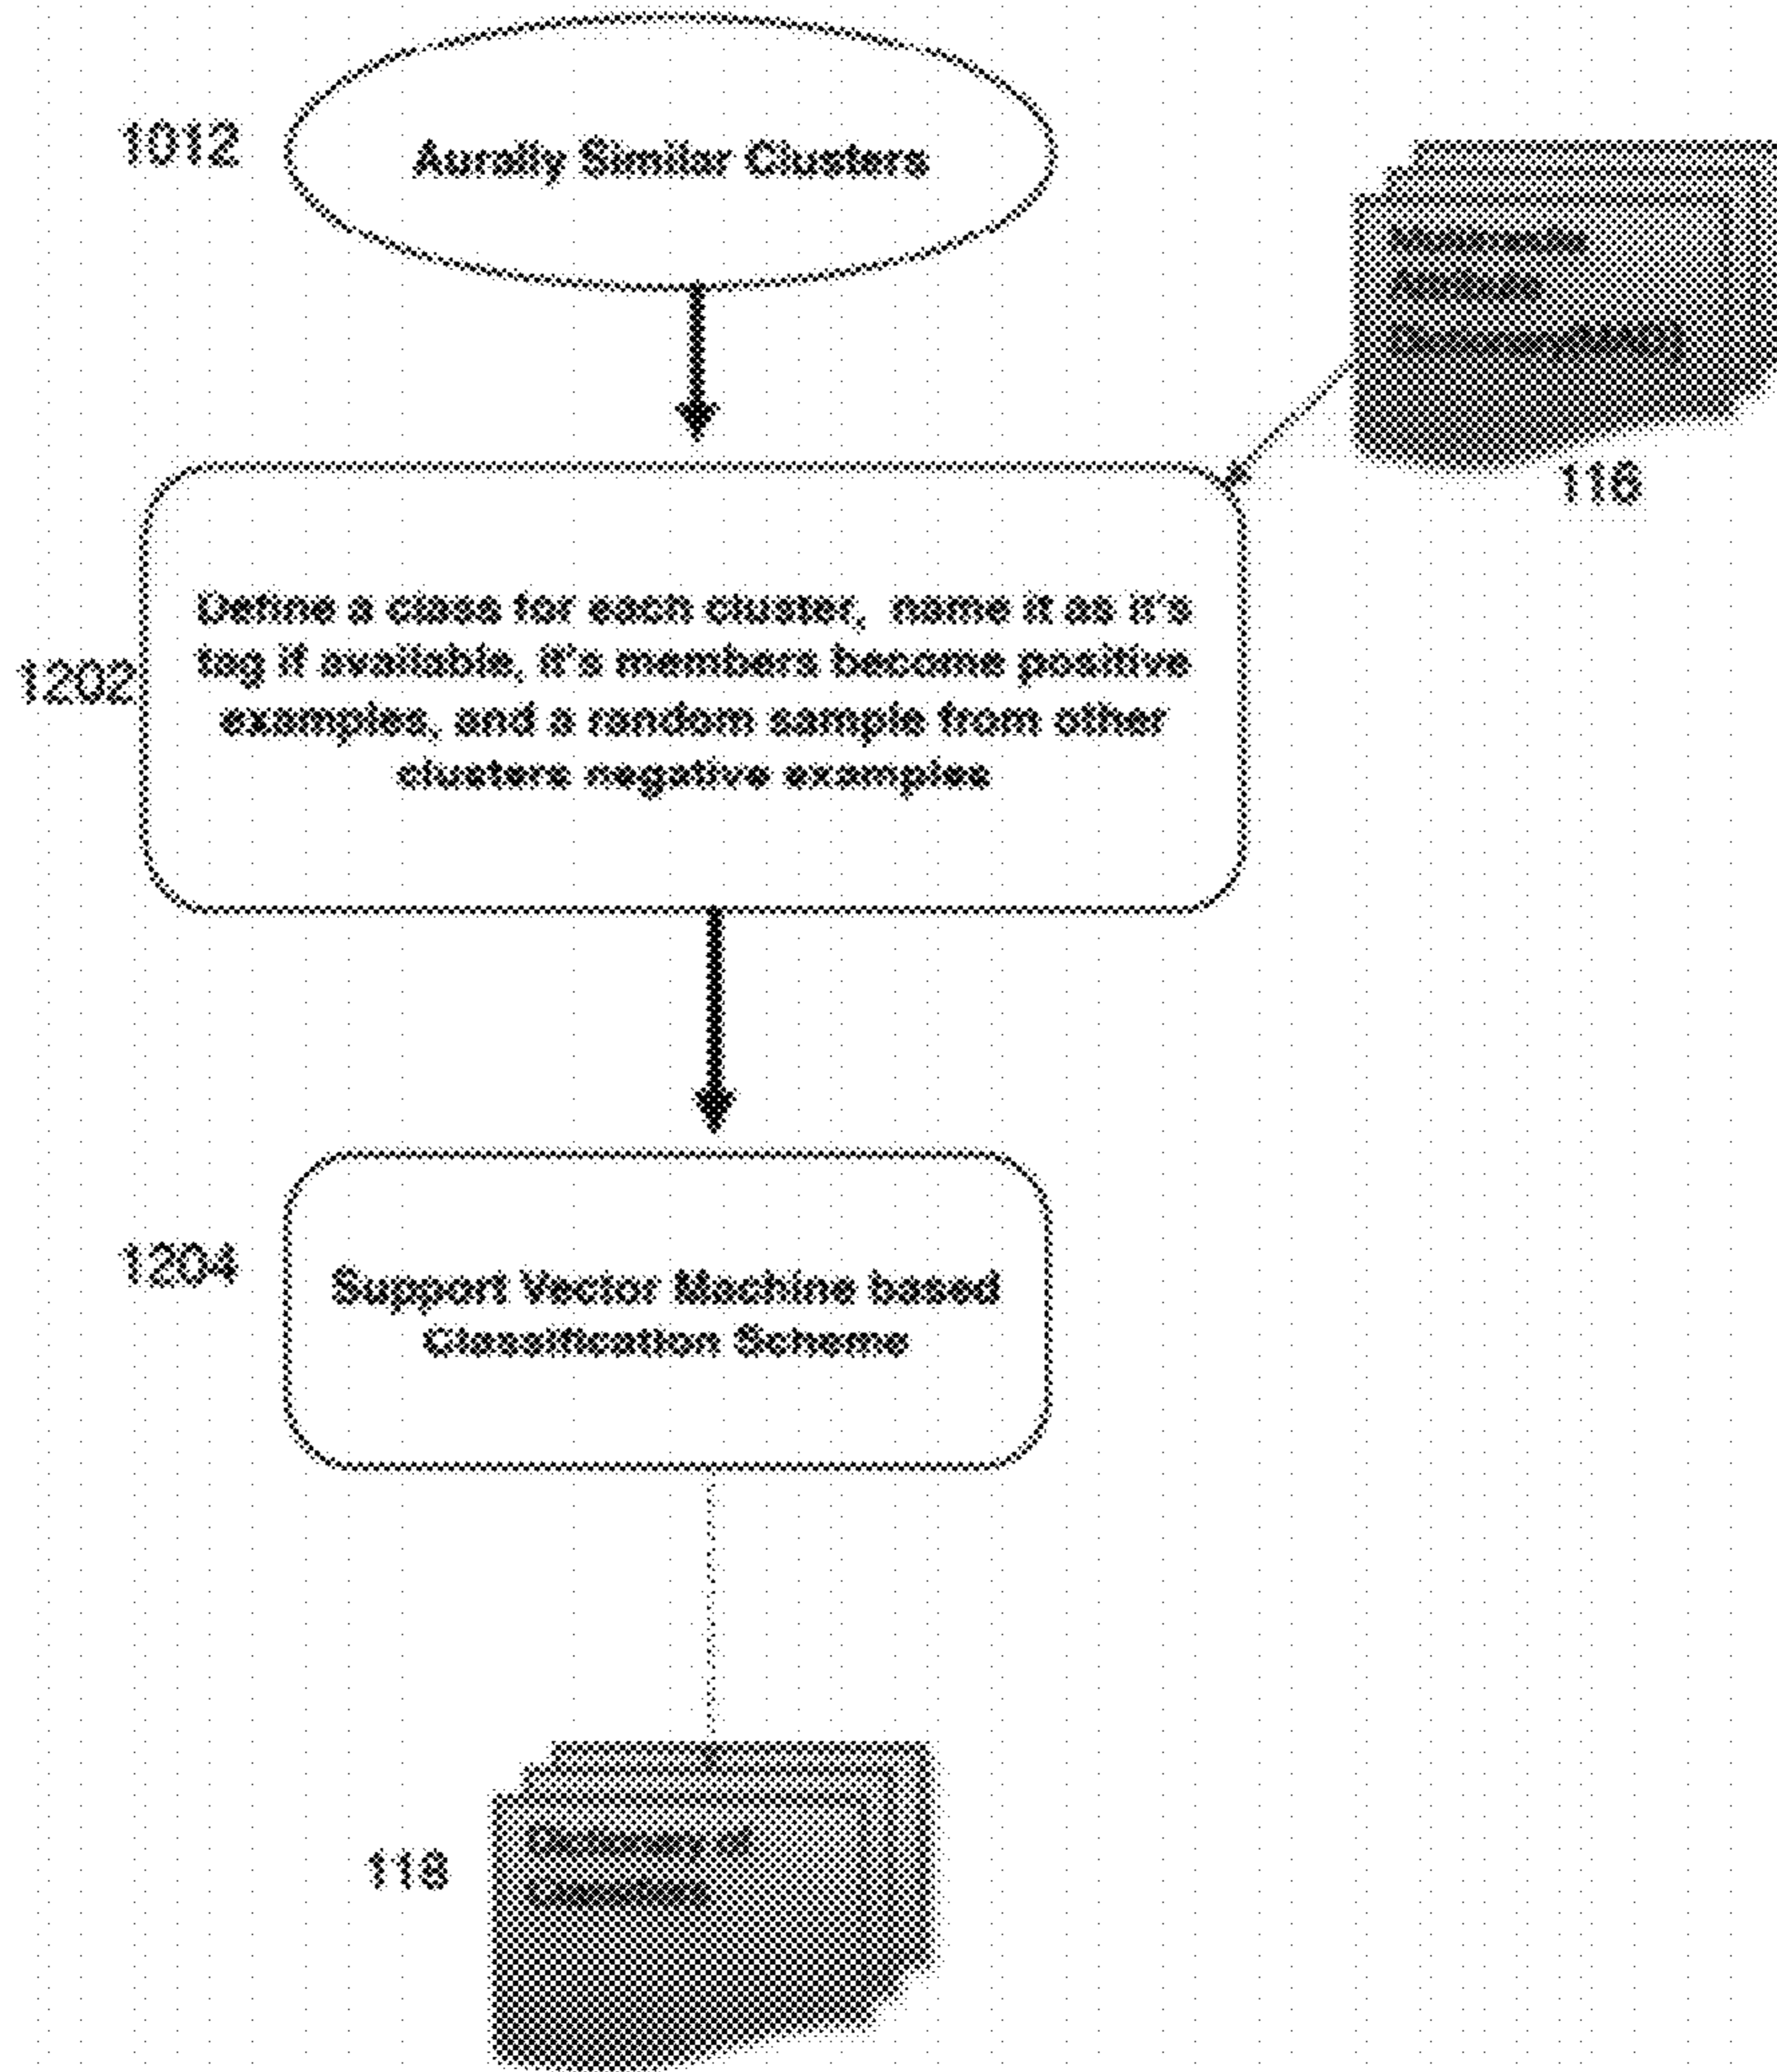 1012
Aurally Similar Clusters
116
Define a class for each cluster, name it as it's
tag if available, it's members become positive
1202
examples, and a random sample from other
clusters negative examples
1204
Support Vector Machine based
Classification Scheme
118
Dictionary of